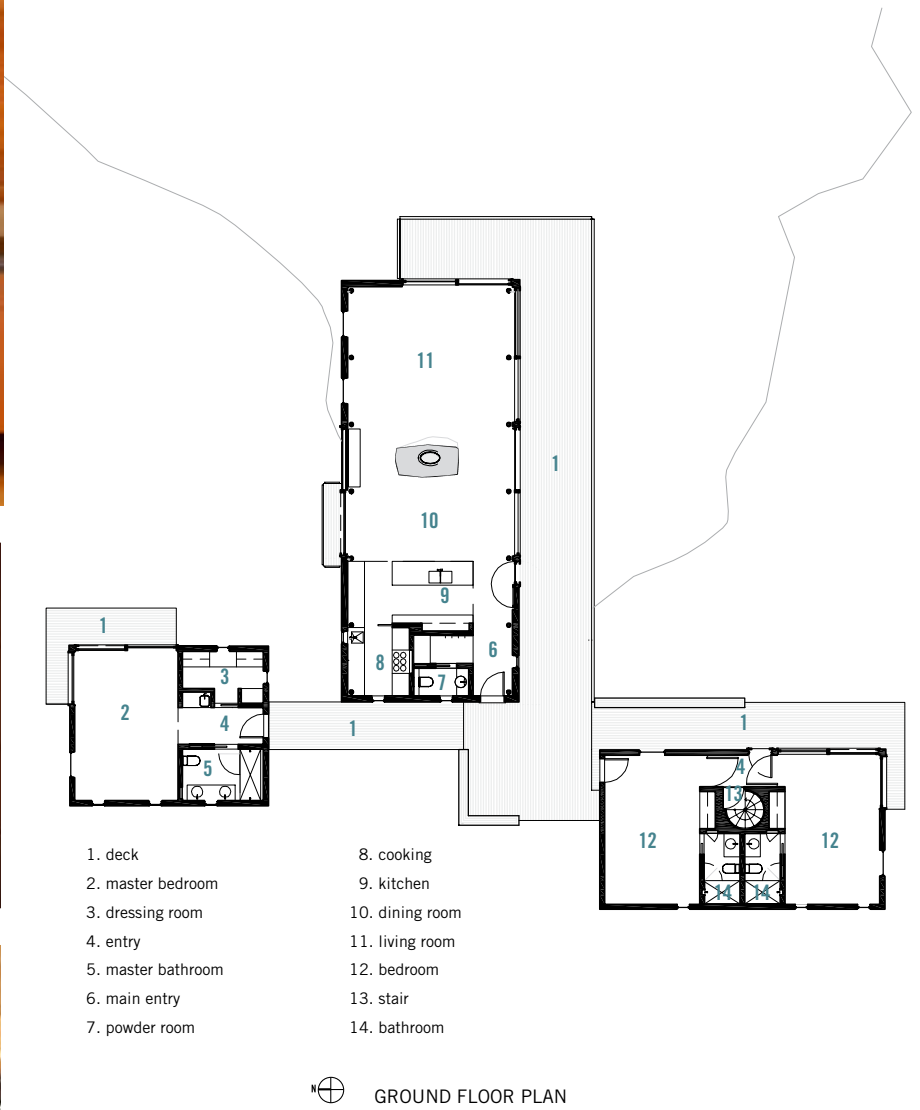 11
1
10
9
1
6
3
8
7
2
4
1
1
5
4
13
12
12
14
14
1. deck
2. master bedroom
3. dressing room
4. entry
5. master bathroom
6. main entry
7. powder room
8. cooking
9. kitchen
10. dining room
11. living room
12. bedroom
13. stair
14. bathroom
N
GROUND FLOOR PLAN